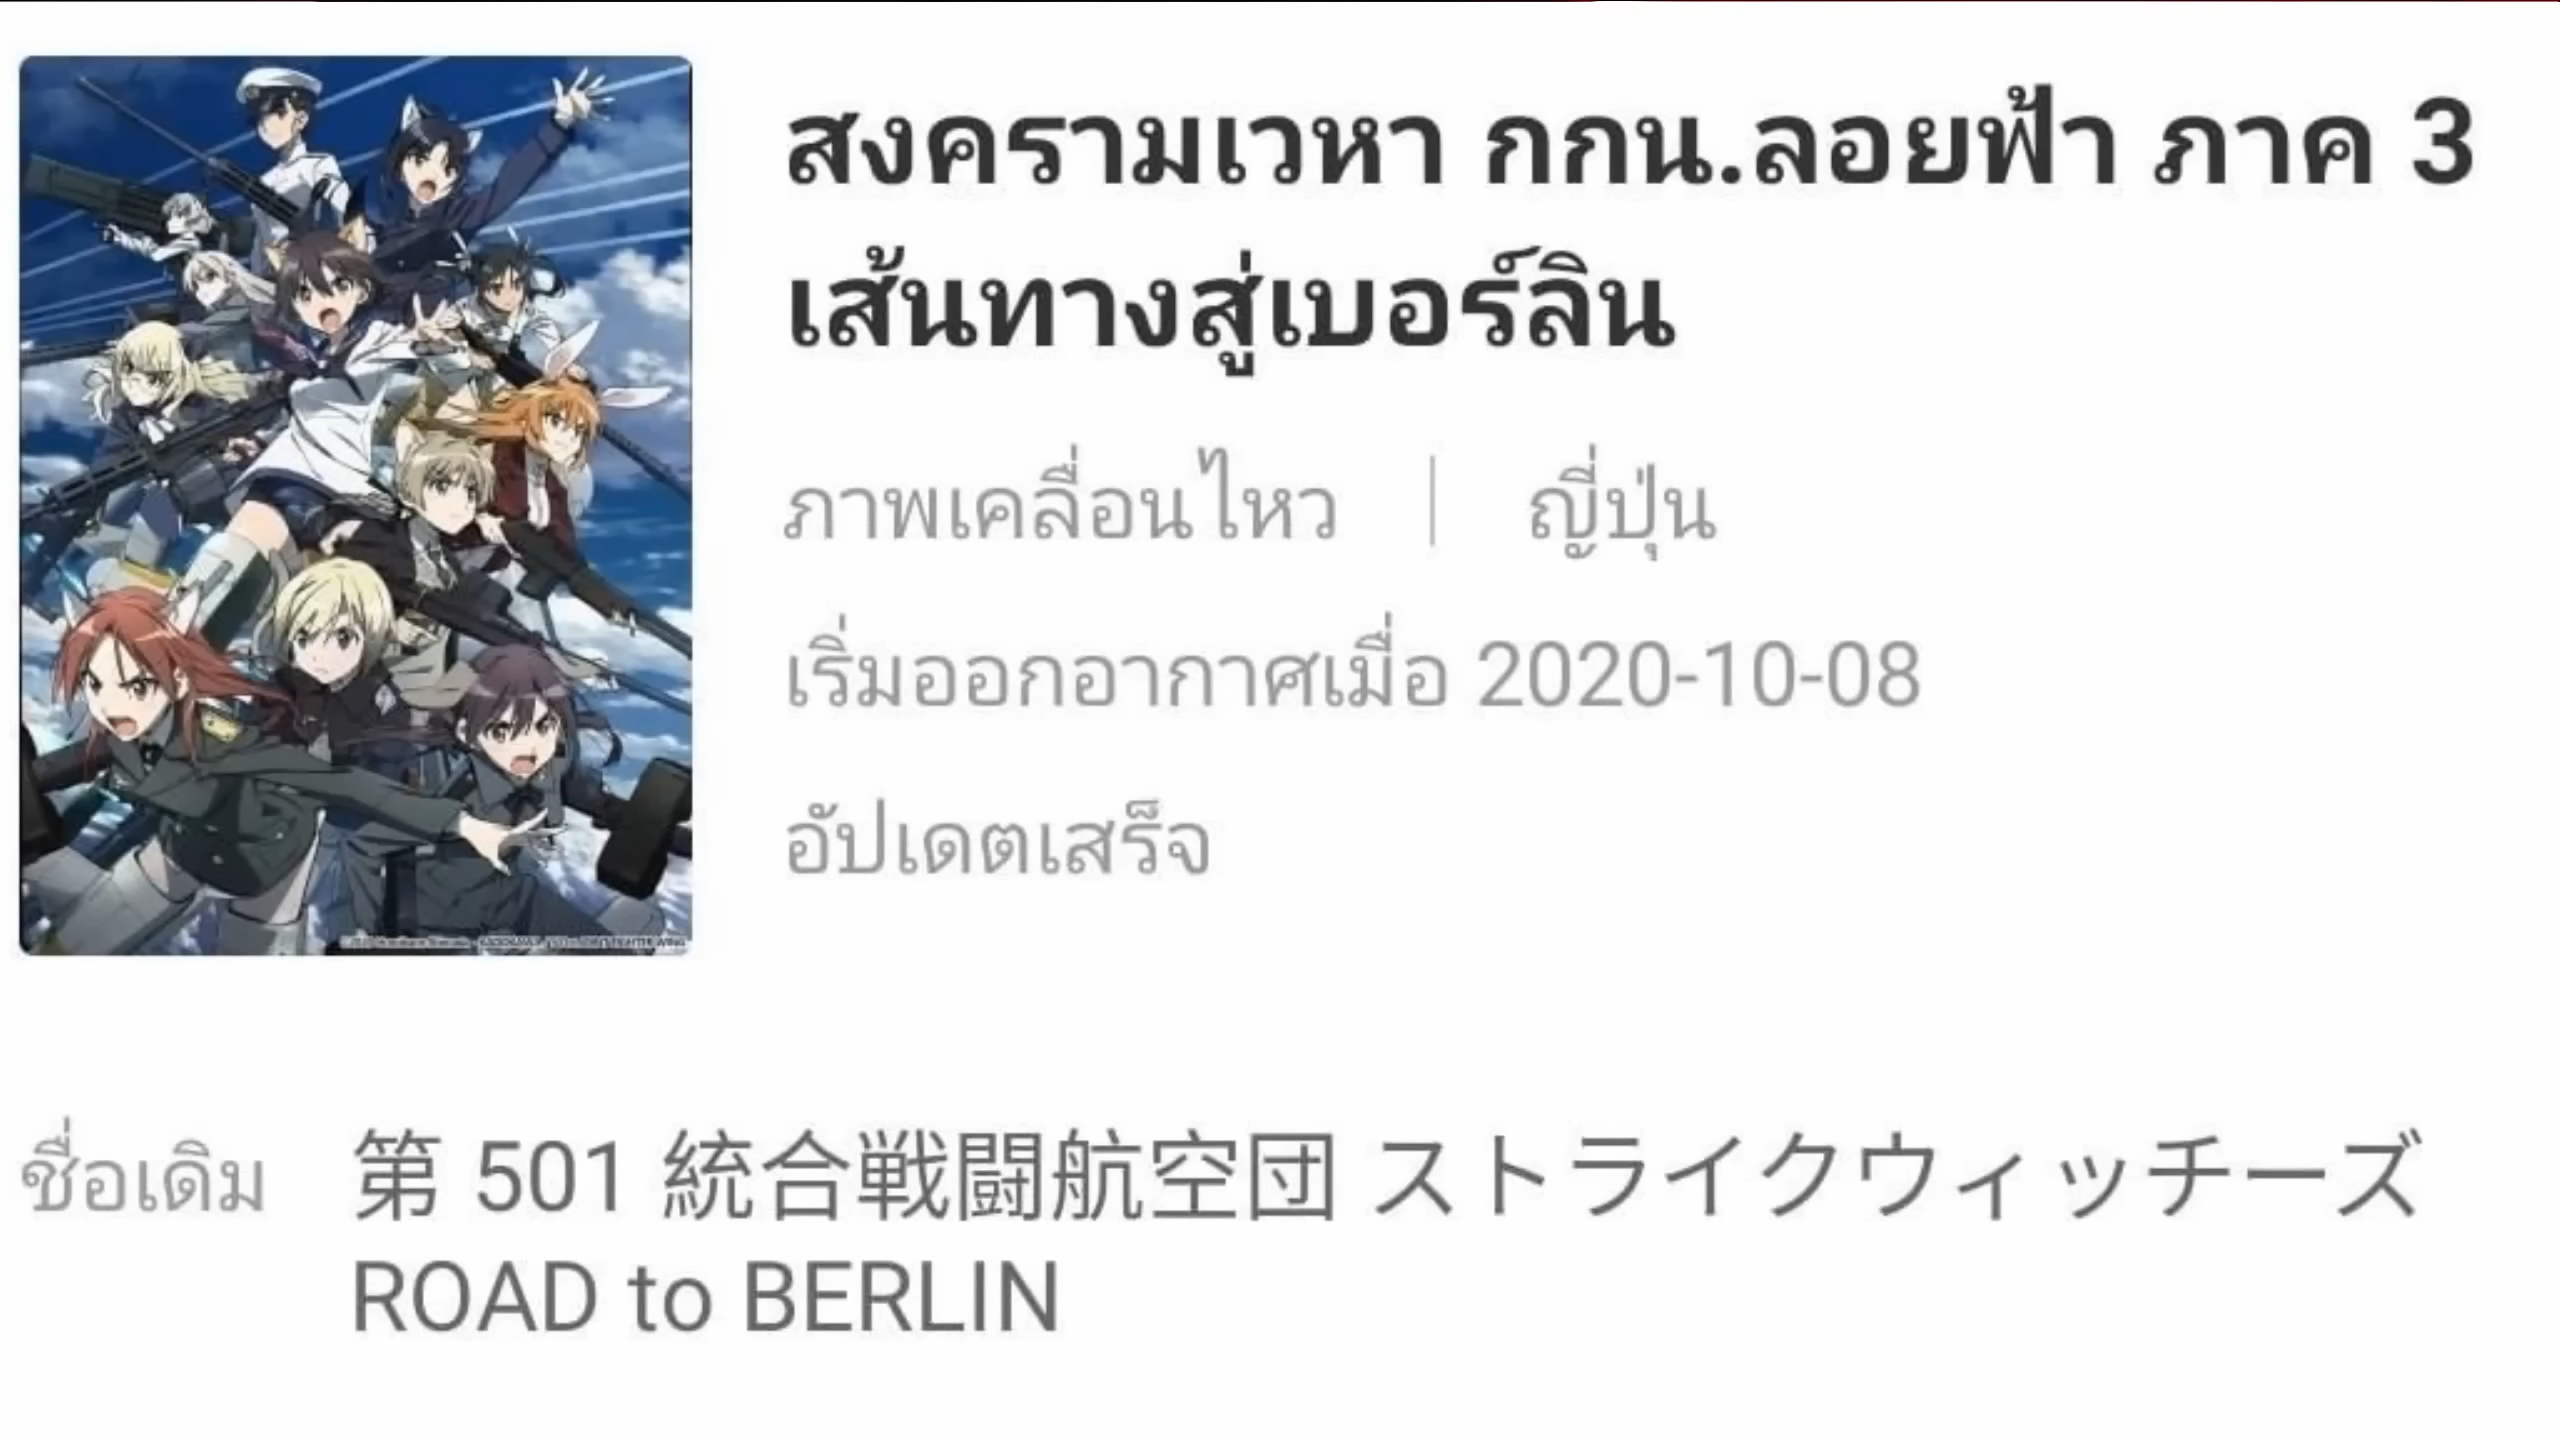 สงครามเวหา กกน.ลอยฟ้า ภาค 3
เส้นทางสู่เบอร์ลิน
ภาพเคลื่อนไหว | ญี่ปุ่น
เริ่มออกอากาศเมื่อ 2020-10-08
อัปเดตเสร็จ
ชื่อเดิม 第 501 統合戦闘航空団 ストライクウィッチーズ
ROAD to BERLIN